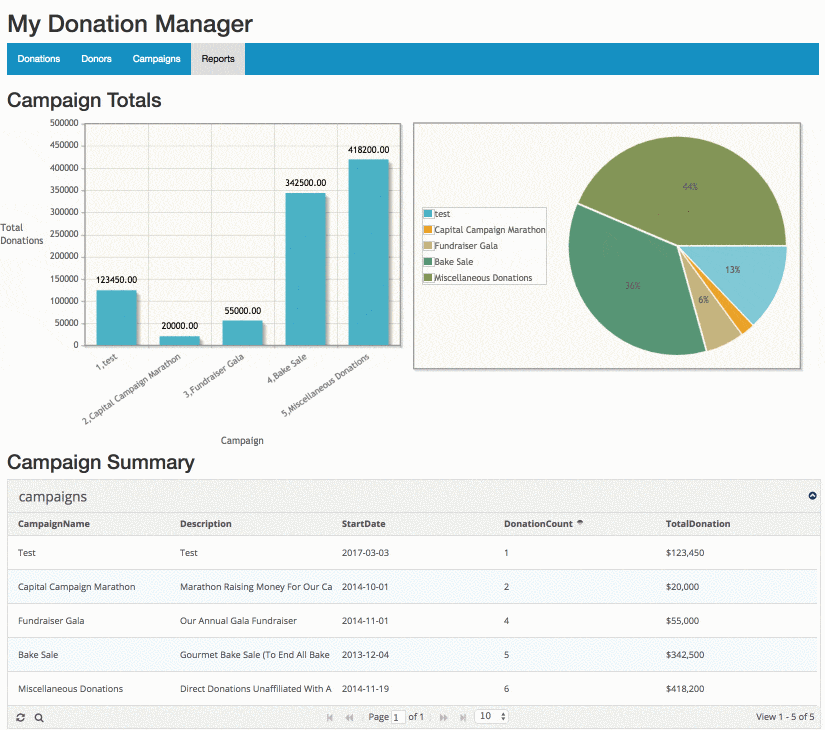 My Donation Manager
Donations Donors Campaigns Reports
Campaign Totals
500000
450000
400000
350000
300000
250000
200000
150000
100000
50000
0
Total
Donations
123450.00
20000.00
55000.00
342500.00
418200.00
1,test
2,Capital Campaign Marathon
3,Fundraiser Gala
4,Bake Sale
5,Miscellaneous Donations
Campaign
test
Capital Campaign Marathon
Fundraiser Gala
Bake Sale
Miscellaneous Donations
44%
13%
6%
36%
Campaign Summary
campaigns
CampaignName Description StartDate DonationCount TotalDonation
Test Test 2017-03-03 1 $123,450
Capital Campaign Marathon Marathon Raising Money For Our Ca 2014-10-01 2 $20,000
Fundraiser Gala Our Annual Gala Fundraiser 2014-11-01 4 $55,000
Bake Sale Gourmet Bake Sale (To End All Bake 2013-12-04 5 $342,500
Miscellaneous Donations Direct Donations Unaffiliated With A 2014-11-19 6 $418,200
Page 1 of 1 10 View 1 - 5 of 5